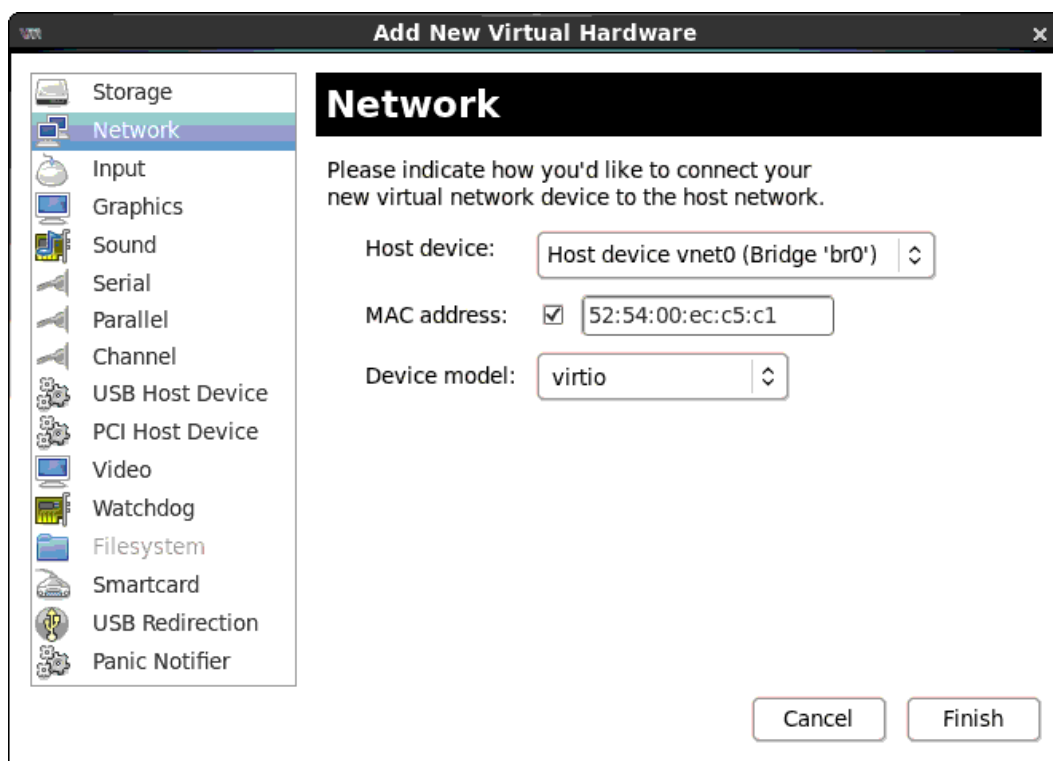 Add New Virtual Hardware
Storage
Network
Input
Graphics
Sound
Serial
Parallel
Channel
USB Host Device
PCI Host Device
Video
Watchdog
Filesystem
Smartcard
USB Redirection
Panic Notifier
Network
Please indicate how you'd like to connect your
new virtual network device to the host network.
Host device: Host device vnet0 (Bridge 'br0')
MAC address: 52:54:00:ec:c5:c1
Device model: virtio
Cancel Finish